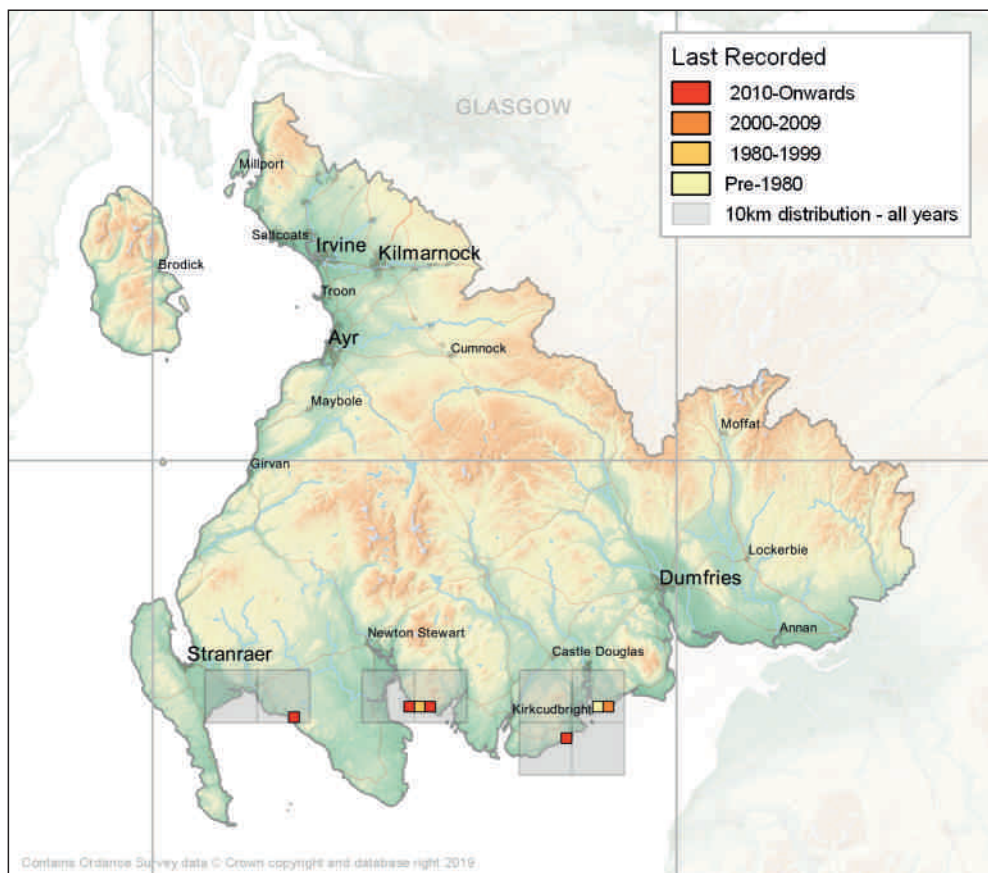 GLASGOW
Last Recorded
2010-Onwards
2000-2009
1980-1999
Pre-1980
10km distribution - all years
Millport
Saltcoats
Irvine
Kilmarnock
Brodick
Troon
Ayr
Cumnock
Maybole
Moffat
Girvan
Lockerbie
Dumfries
Newton Stewart
Annan
Stranraer
Castle Douglas
Kirkcudbright
Contains Ordance Survey data © Crown copyright and database right 2019